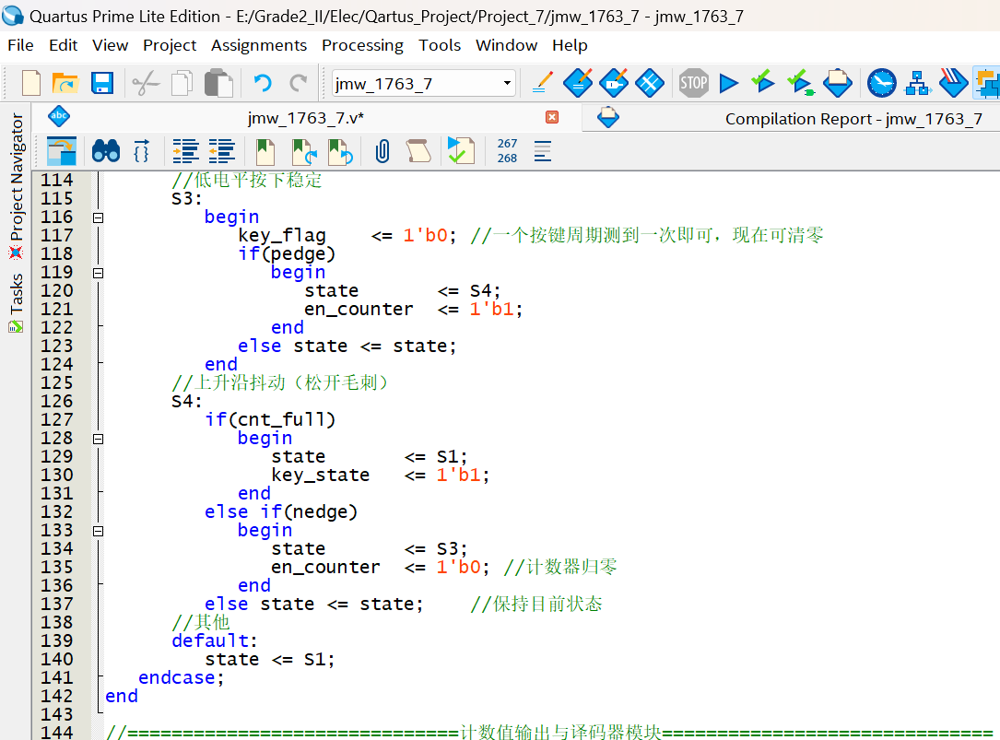 Quartus Prime Lite Edition - E:/Grade2_II/Elec/Qartus_Project/Project_7/jmw_1763_7 - jmw_1763_7
File Edit View Project Assignments Processing Tools Window Help
jmw_1763_7
STOP
abc
jmw_1763_7.v*
Compilation Report - jmw_1763_7
{}
267
268
Project Navigator
Tasks
114 //低电平按下稳定
115 S3:
116 begin
117 key_flag <= 1'b0; //一个按键周期测到一次即可，现在可清零
118 if(pedge)
119 begin
120 state <= S4;
121 en_counter <= 1'b1;
122 end
123 else state <= state;
124 end
125 //上升沿抖动（松开毛刺）
126 S4:
127 if(cnt_full)
128 begin
129 state <= S1;
130 key_state <= 1'b1;
131 end
132 else if(nedge)
133 begin
134 state <= S3;
135 en_counter <= 1'b0; //计数器归零
136 end
137 else state <= state; //保持目前状态
138 //其他
139 default:
140 state <= S1;
141 endcase;
142 end
143
144 //==============================计数值输出与译码器模块==============================